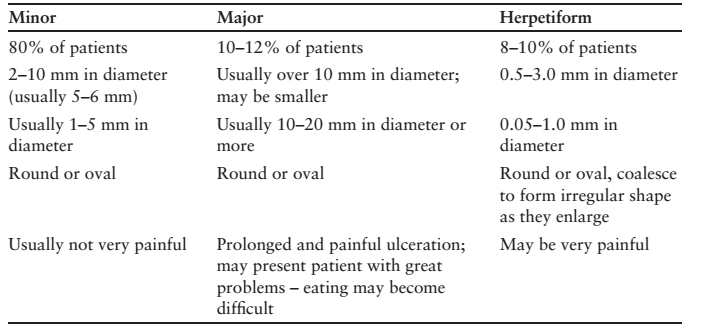 Minor Major Herpetiform
80% of patients 10–12% of patients 8–10% of patients
2–10 mm in diameter Usually over 10 mm in diameter; 0.5–3.0 mm in diameter
(usually 5–6 mm) may be smaller
Usually 1–5 mm in Usually 10–20 mm in diameter or 0.05–1.0 mm in
diameter more diameter
Round or oval Round or oval Round or oval, coalesce
to form irregular shape
as they enlarge
Usually not very painful Prolonged and painful ulceration; May be very painful
may present patient with great
problems – eating may become
difficult